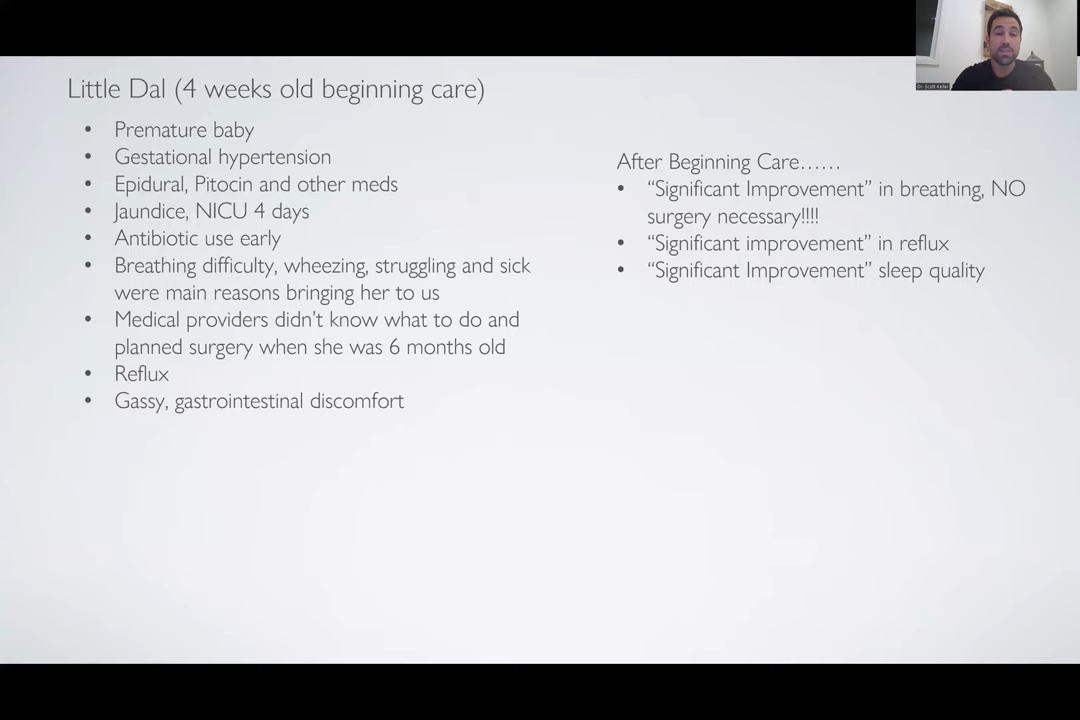 Little Dal (4 weeks old beginning care)
• Premature baby
• Gestational hypertension
• Epidural, Pitocin and other meds
• Jaundice, NICU 4 days
• Antibiotic use early
• Breathing difficulty, wheezing, struggling and sick
were main reasons bringing her to us
• Medical providers didn’t know what to do and
planned surgery when she was 6 months old
• Reflux
• Gassy, gastrointestinal discomfort
After Beginning Care……
• “Significant Improvement” in breathing, NO
surgery necessary!!!!
• “Significant improvement” in reflux
• “Significant Improvement” sleep quality
Dr. Scott Keller